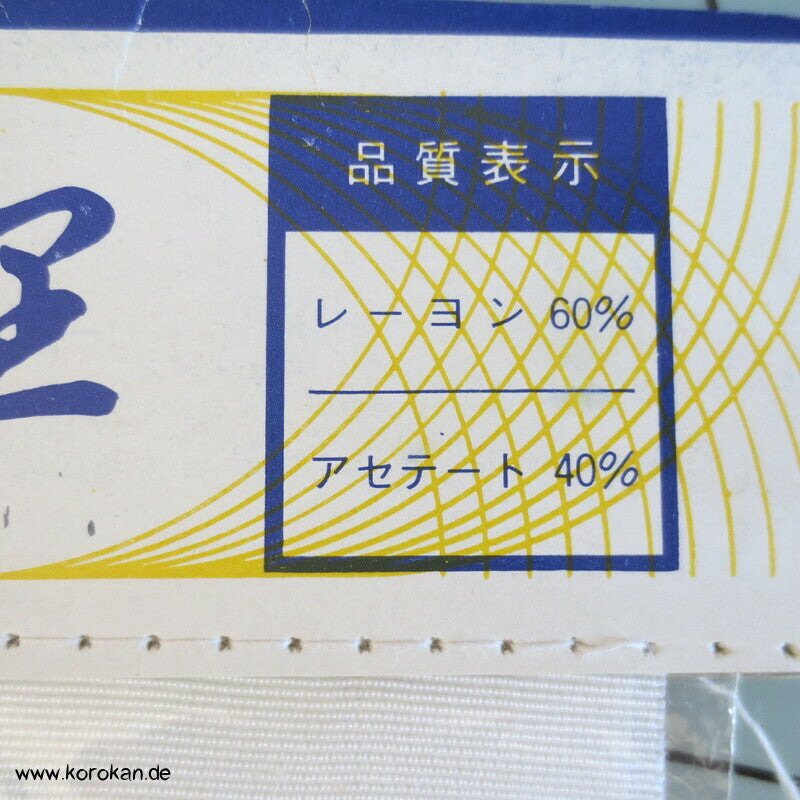 品質表示
レーヨン 60%
アセテート 40%
www.korokan.de